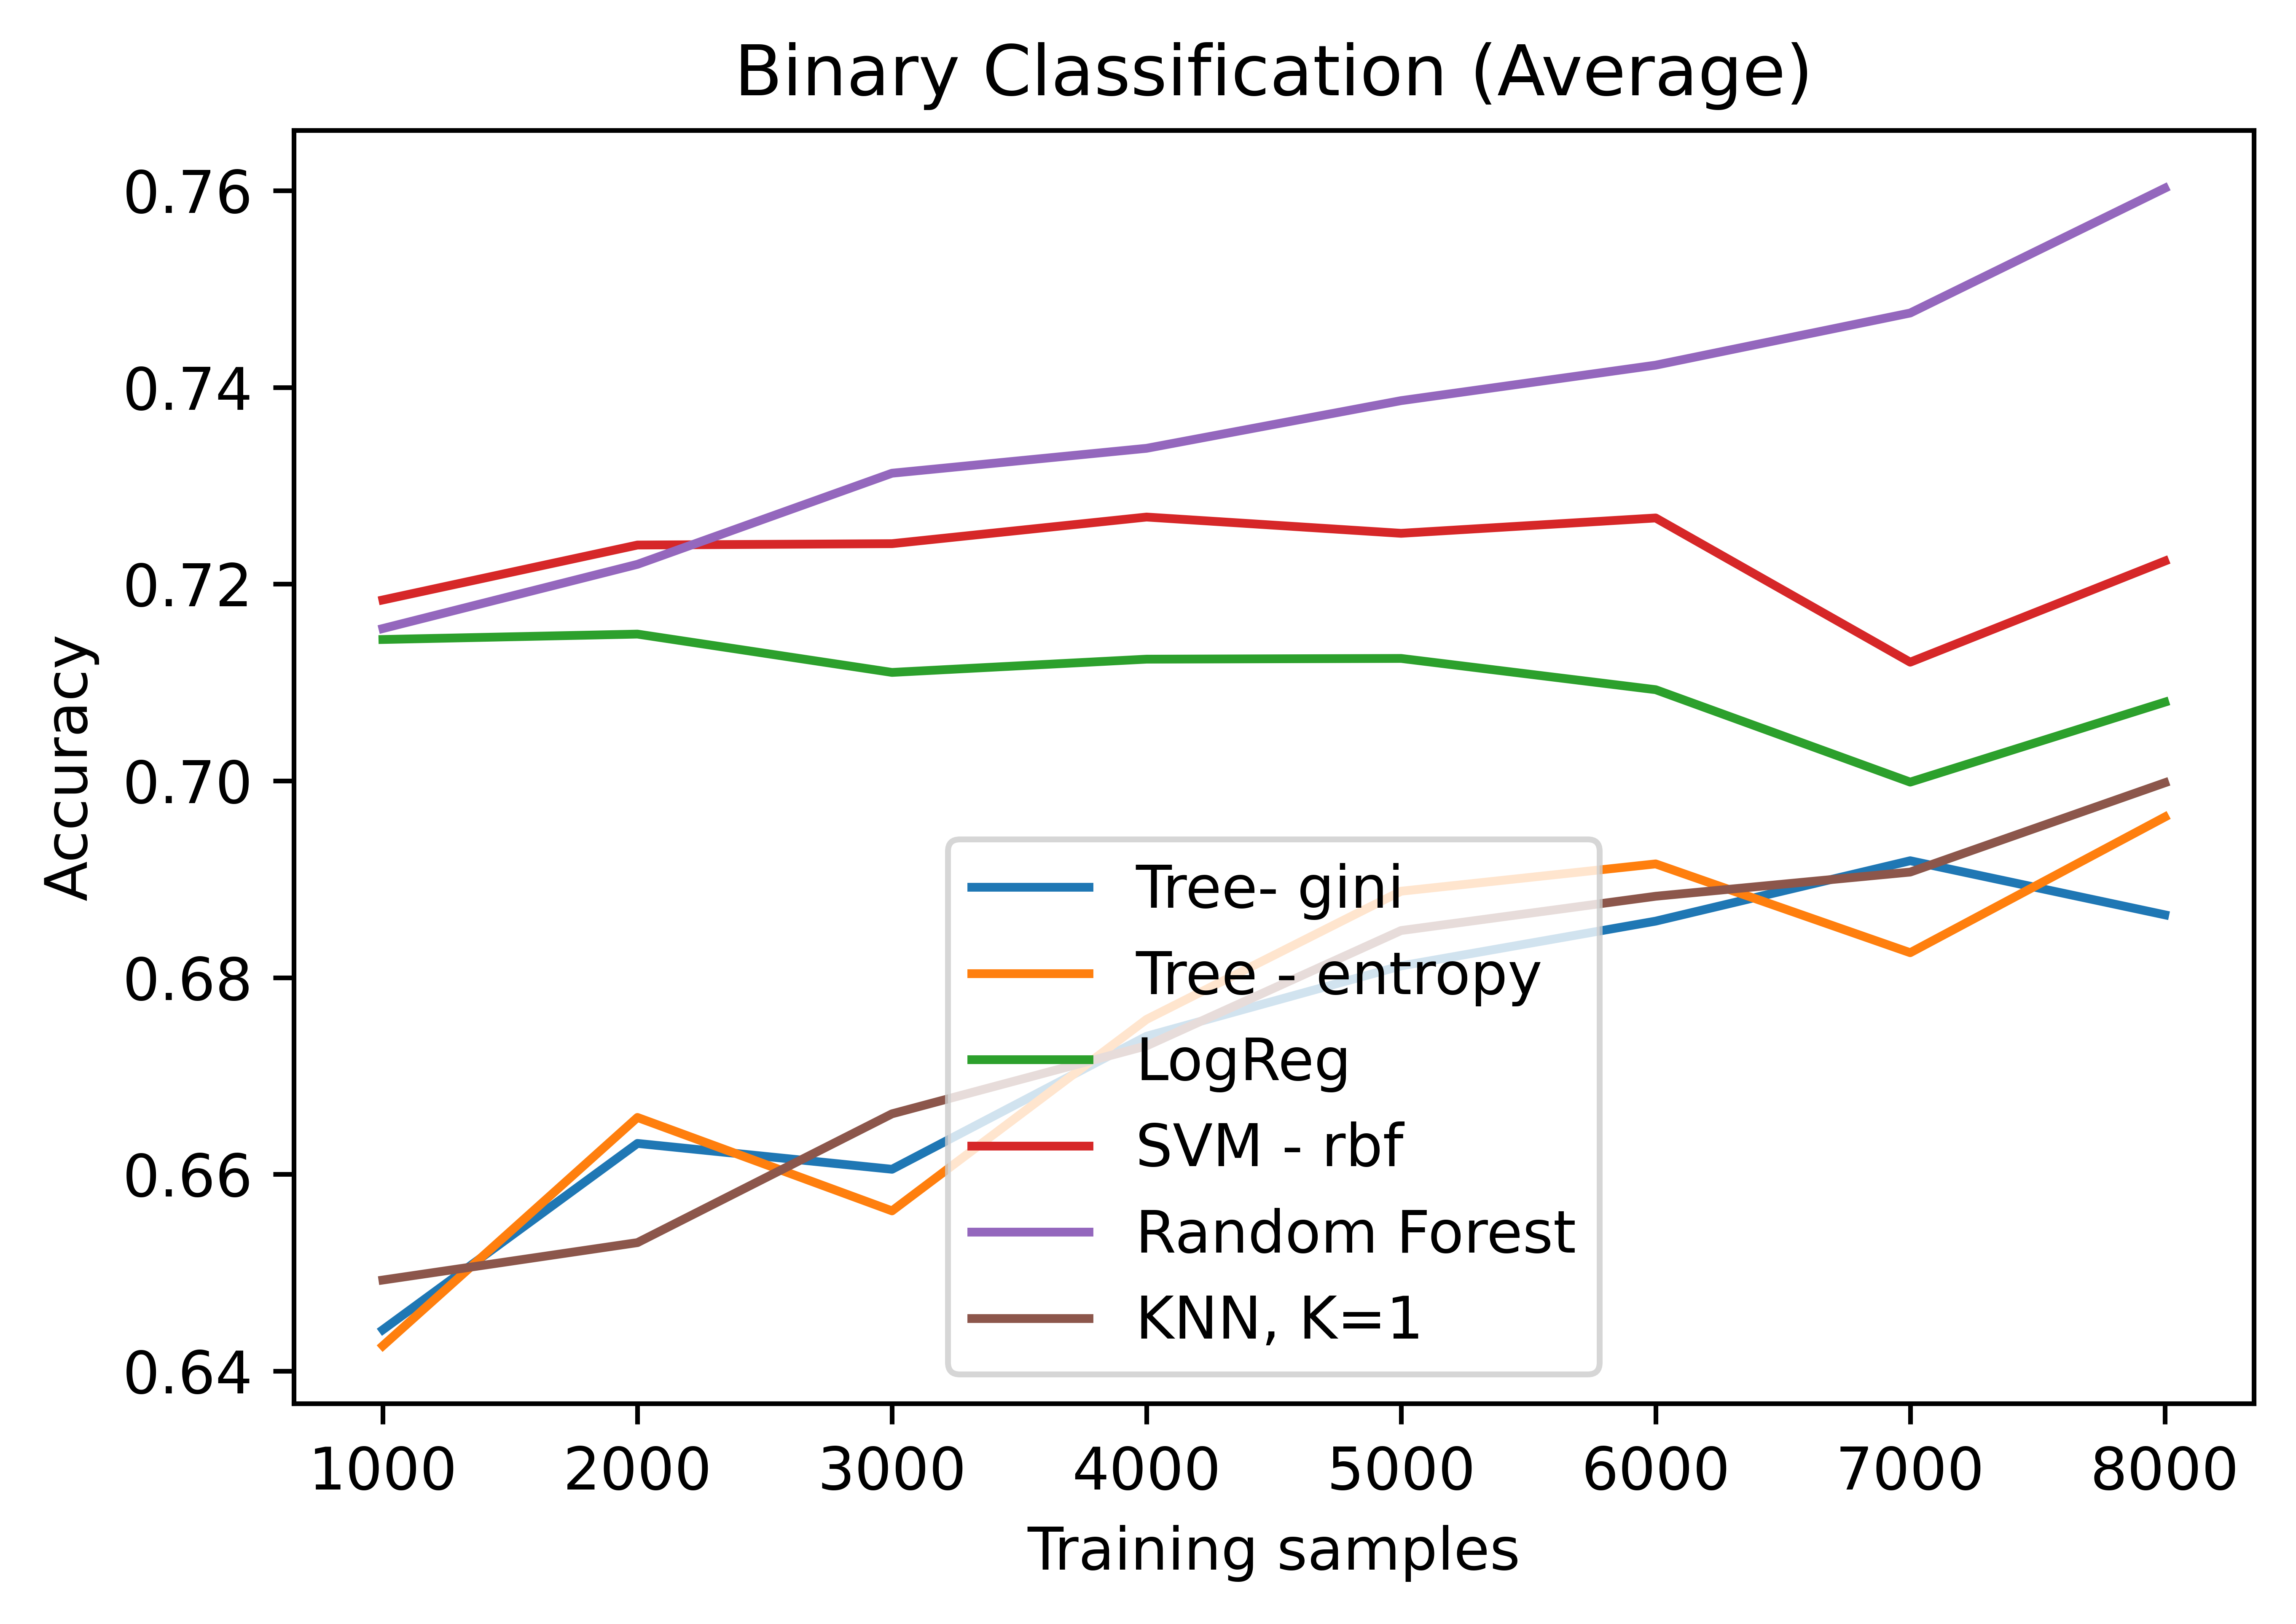 Binary Classification (Average)
Accuracy
0.76
0.74
0.72
0.70
0.68
0.66
0.64
Tree- gini
Tree - entropy
LogReg
SVM - rbf
Random Forest
KNN, K=1
1000 2000 3000 4000 5000 6000 7000 8000
Training samples